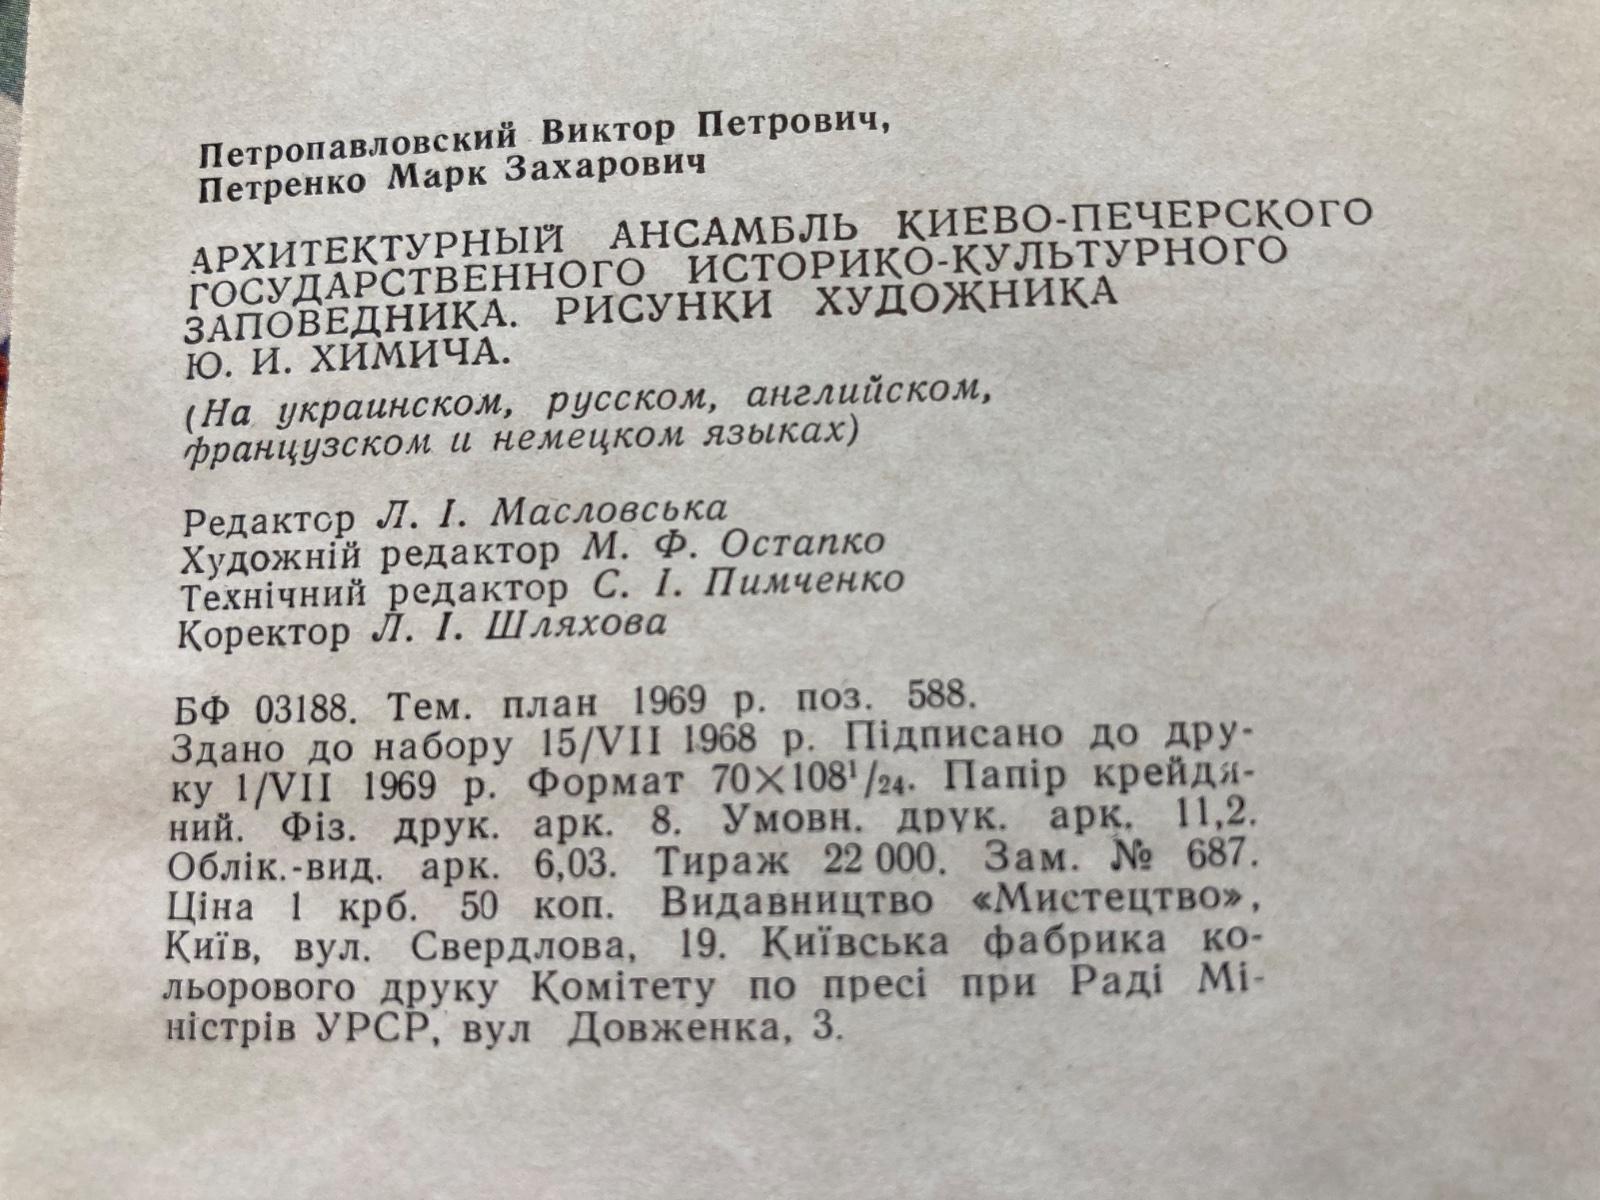 Петропавловский Виктор Петрович,
Петренко Марк Захарович
АРХИТЕКТУРНЫЙ АНСАМБЛЬ КИЕВО-ПЕЧЕРСКОГО
ГОСУДАРСТВЕННОГО ИСТОРИКО-КУЛЬТУРНОГО
ЗАПОВЕДНИКА. РИСУНКИ ХУДОЖНИКА
Ю. И. ХИМИЧА.
(На украинском, русском, английском,
французском и немецком языках)
Редактор Л. І. Масловська
Художній редактор М. Ф. Остапко
Технічний редактор С. І. Пимченко
Коректор Л. І. Шляхова
БФ 03188. Тем. план 1969 р. поз. 588.
Здано до набору 15/VII 1968 р. Підписано до дру-
ку 1/VII 1969 р. Формат 70×108¹/₂₄. Папір крейдя-
ний. Фіз. друк. арк. 8. Умовн. друк. арк. 11,2.
Облік.-вид. арк. 6,03. Тираж 22 000. Зам. № 687.
Ціна 1 крб. 50 коп. Видавництво «Мистецтво»,
Київ, вул. Свердлова, 19. Київська фабрика ко-
льорового друку Комітету по пресі при Раді Мі-
ністрів УРСР, вул Довженка, 3.